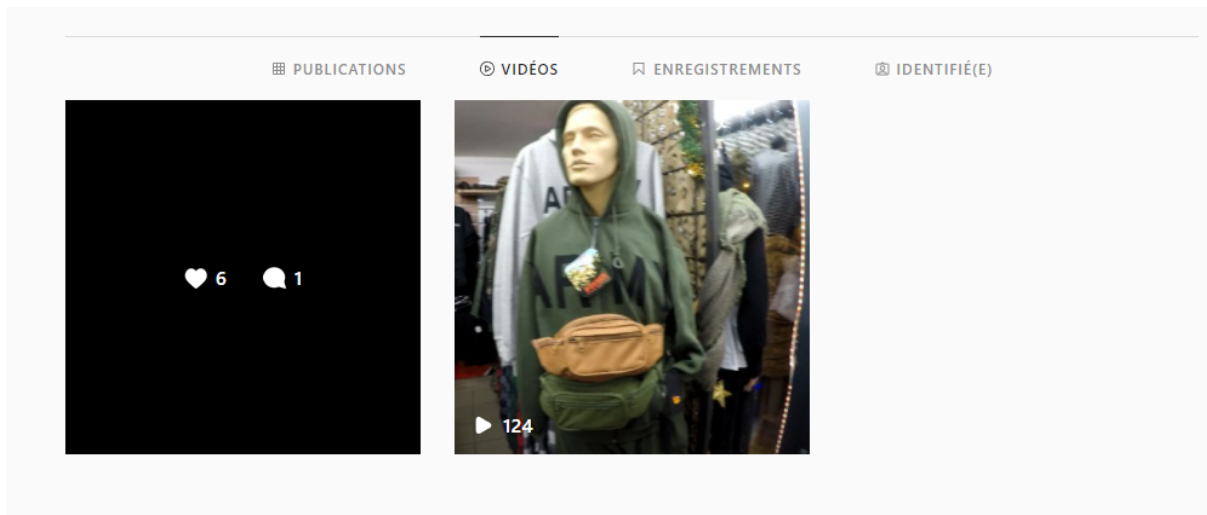 PUBLICATIONS
VIDÉOS
ENREGISTREMENTS
IDENTIFIÉ(E)
6
1
124